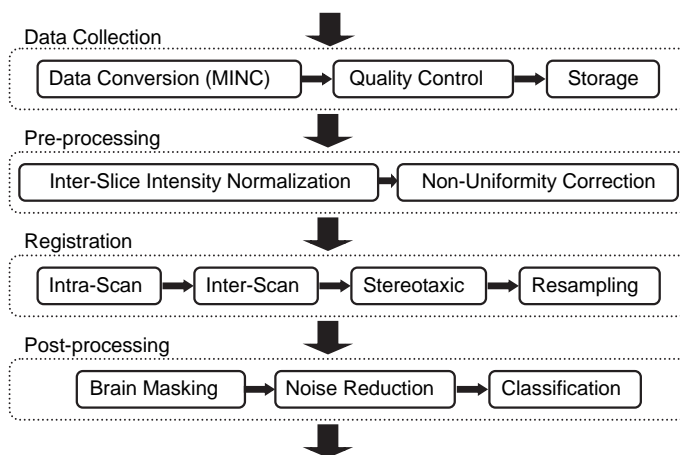 Data Collection
Data Conversion (MINC)
Quality Control
Storage
Pre-processing
Inter-Slice Intensity Normalization
Non-Uniformity Correction
Registration
Intra-Scan
Inter-Scan
Stereotaxic
Resampling
Post-processing
Brain Masking
Noise Reduction
Classification